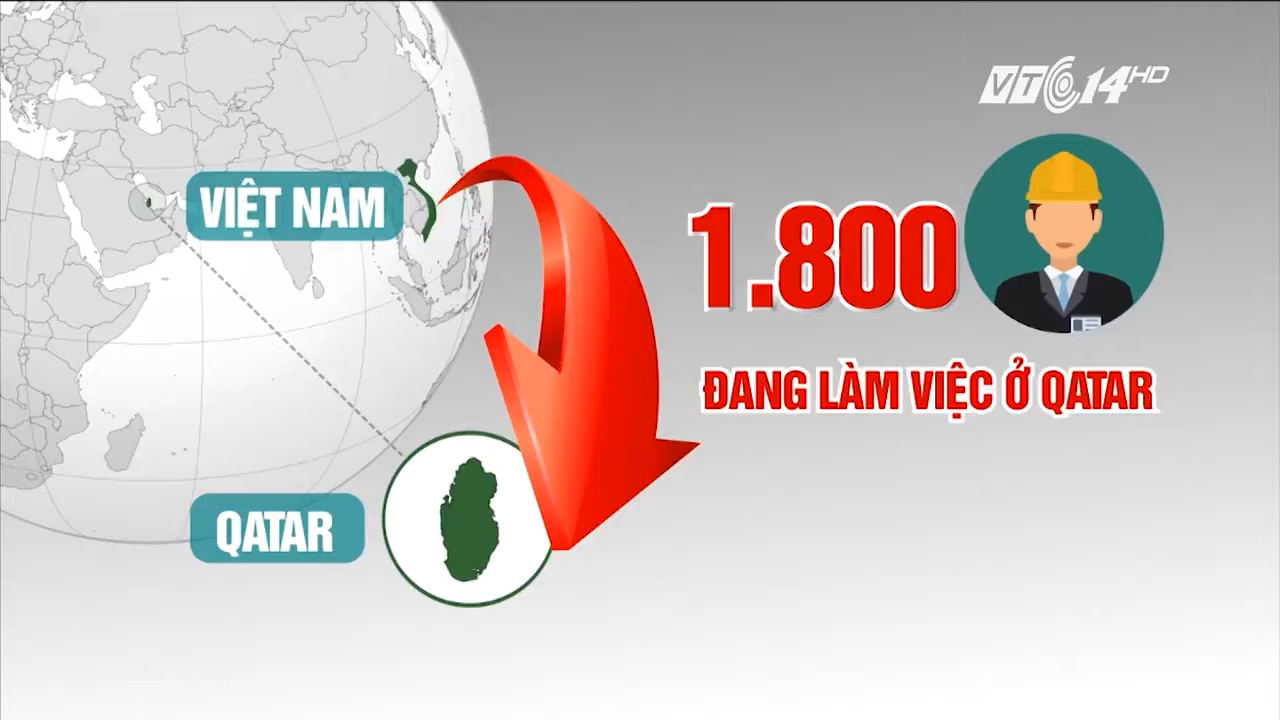 VTC14HD
VIỆT NAM
1.800
ĐANG LÀM VIỆC Ở QATAR
QATAR